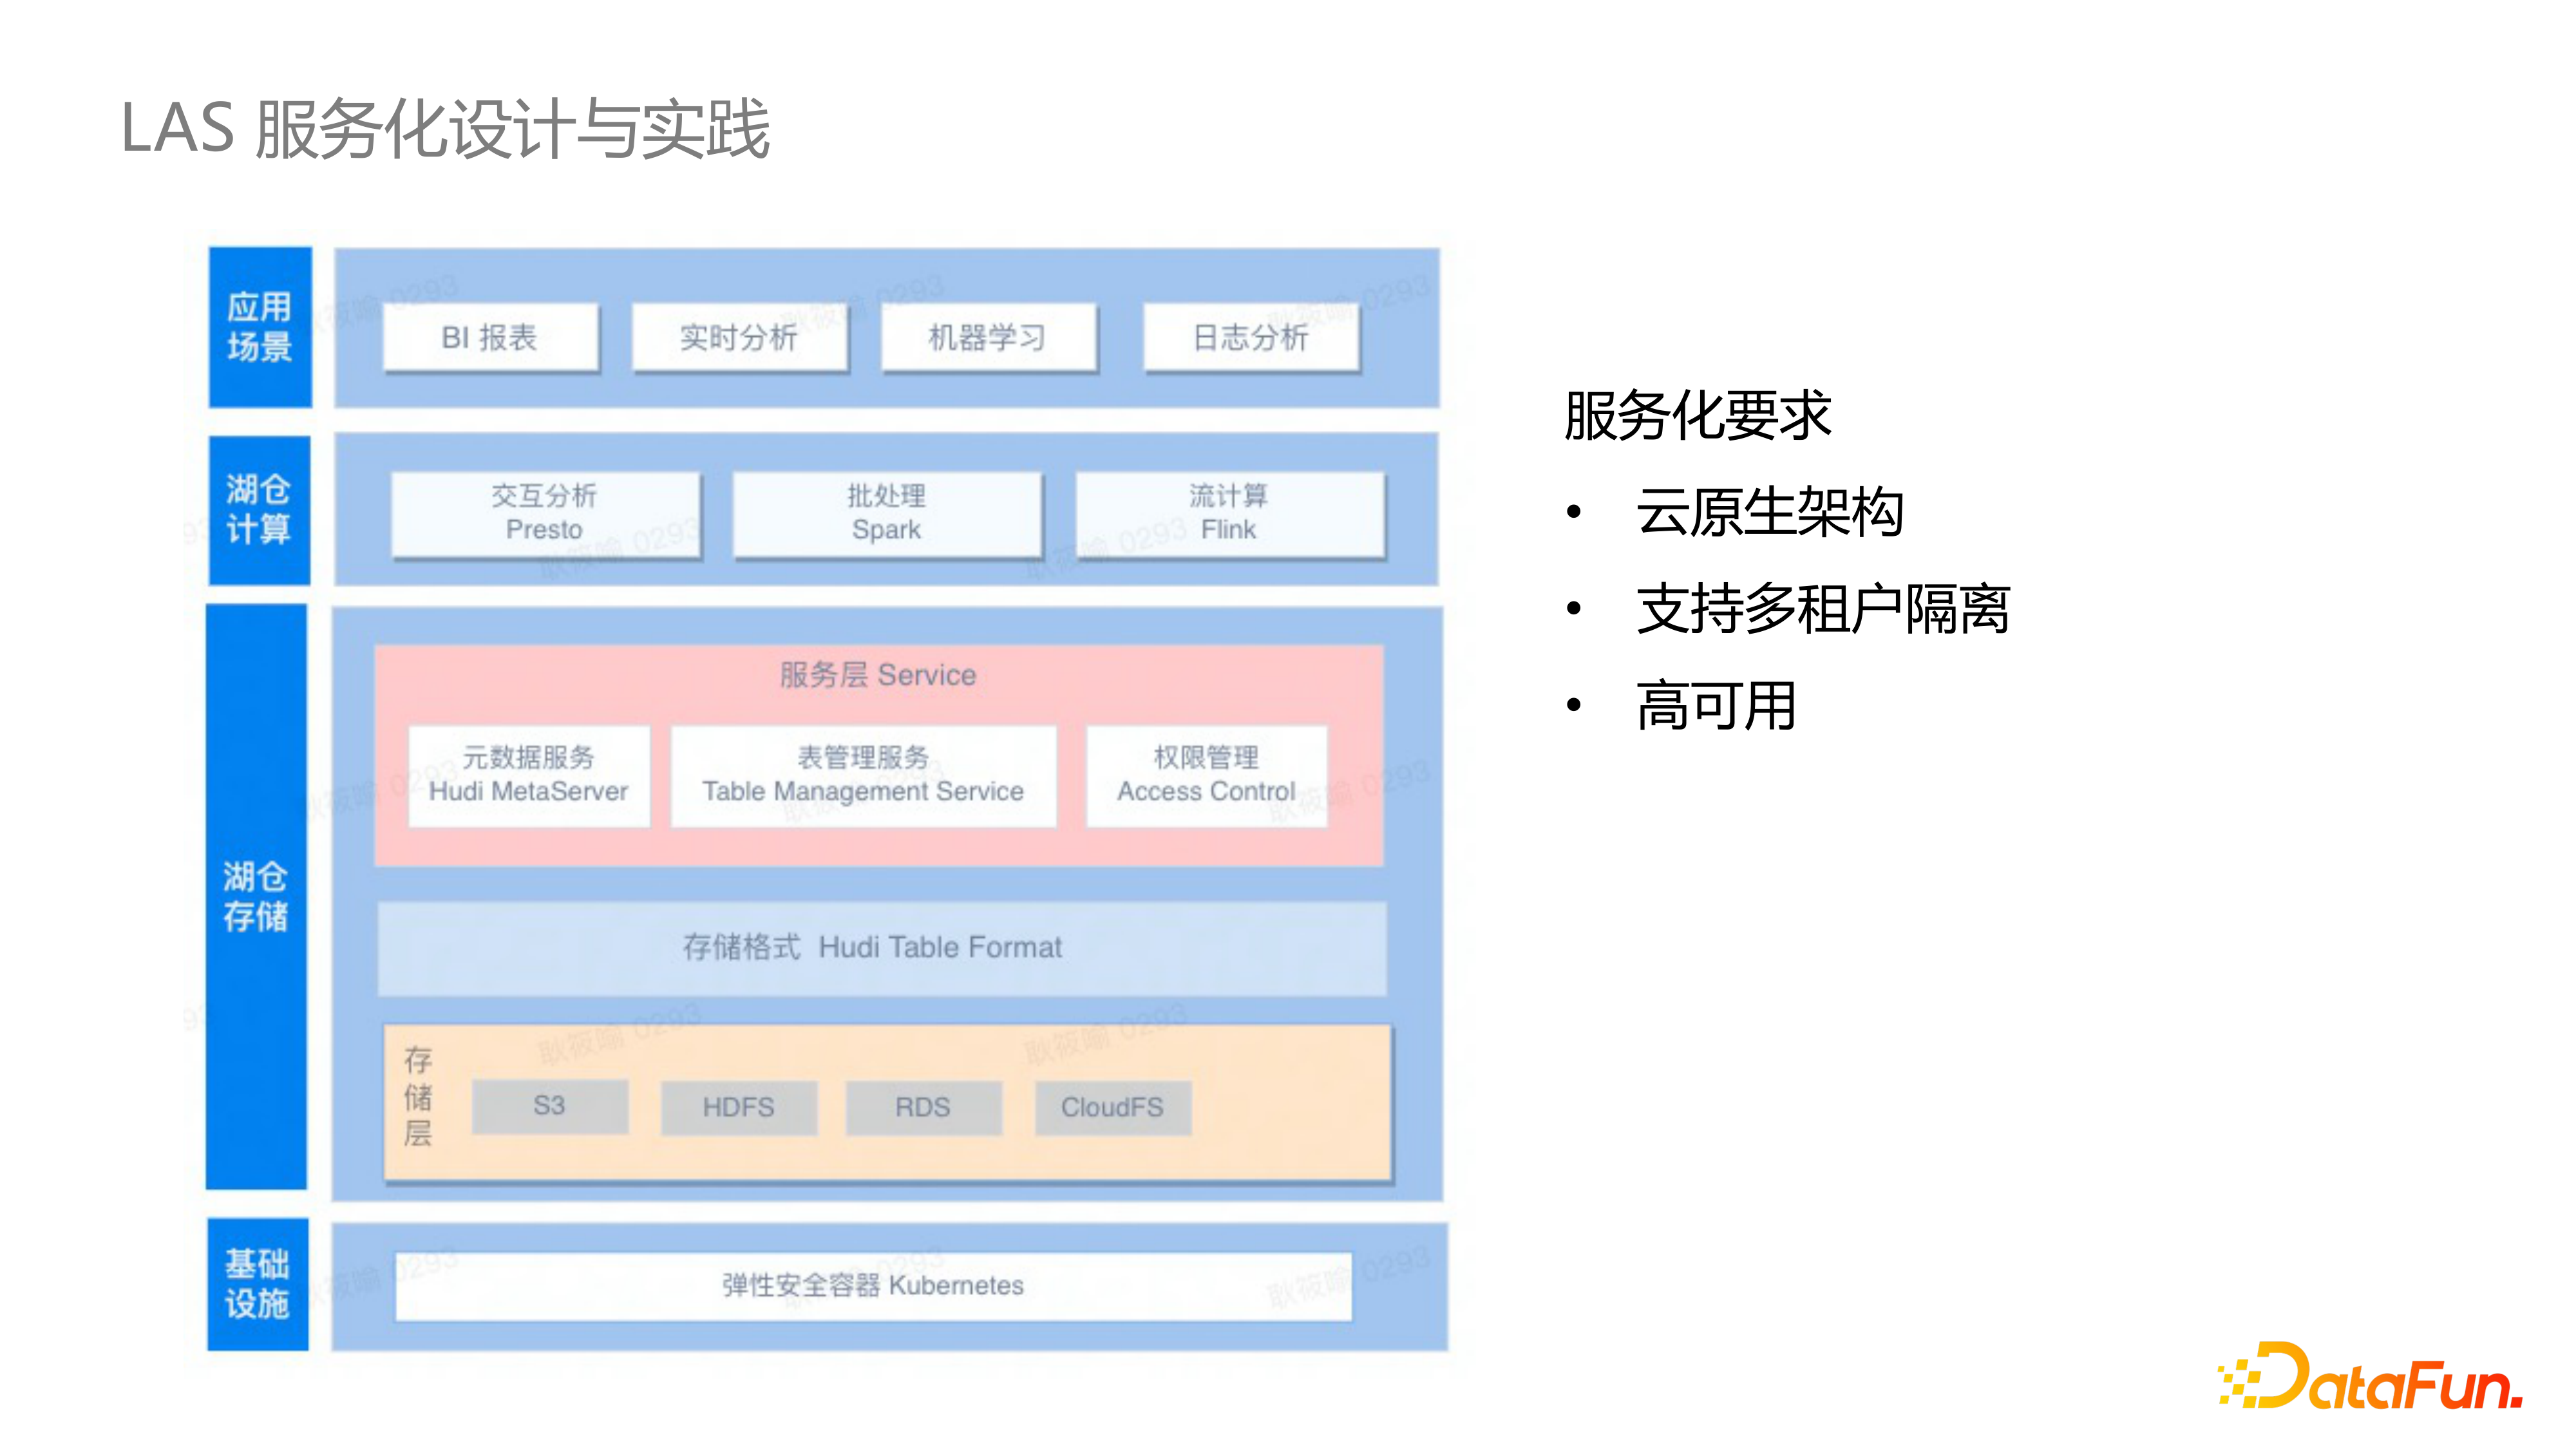 LAS 服务化设计与实践
应用
场景
BI 报表
实时分析
机器学习
日志分析
湖仓
计算
交互分析
Presto
批处理
Spark
流计算
Flink
湖仓
存储
服务层 Service
元数据服务
Hudi MetaServer
表管理服务
Table Management Service
权限管理
Access Control
存储格式 Hudi Table Format
存
储
层
S3
HDFS
RDS
CloudFS
基础
设施
弹性安全容器 Kubernetes
服务化要求
• 云原生架构
• 支持多租户隔离
• 高可用
DataFun.
耿筱喻 0293